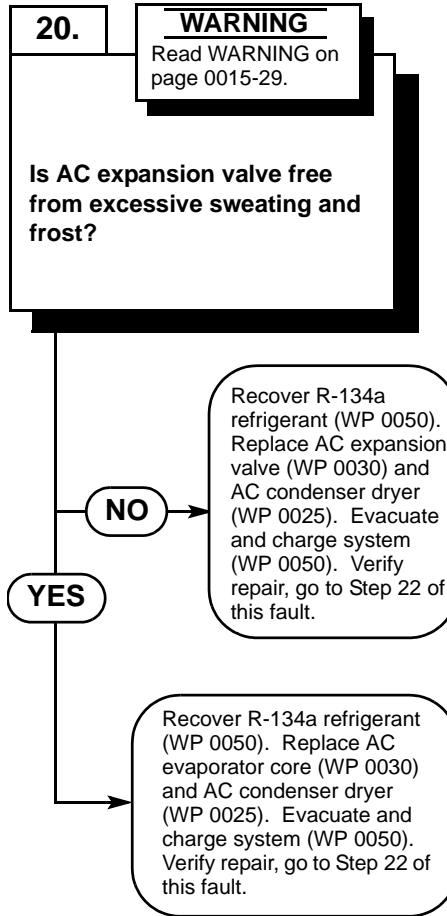 20.
WARNING
Read WARNING on
page 0015-29.
Is AC expansion valve free
from excessive sweating and
frost?
Recover R-134a
refrigerant (WP 0050).
Replace AC expansion
valve (WP 0030) and
AC condenser dryer
(WP 0025).  Evacuate
and charge system
(WP 0050).  Verify
repair, go to Step 22 of
this fault.
NO
YES
Recover R-134a refrigerant
(WP 0050).  Replace AC
evaporator core (WP 0030)
and AC condenser dryer
(WP 0025).  Evacuate and
charge system (WP 0050).
Verify repair, go to Step 22 of
this fault.